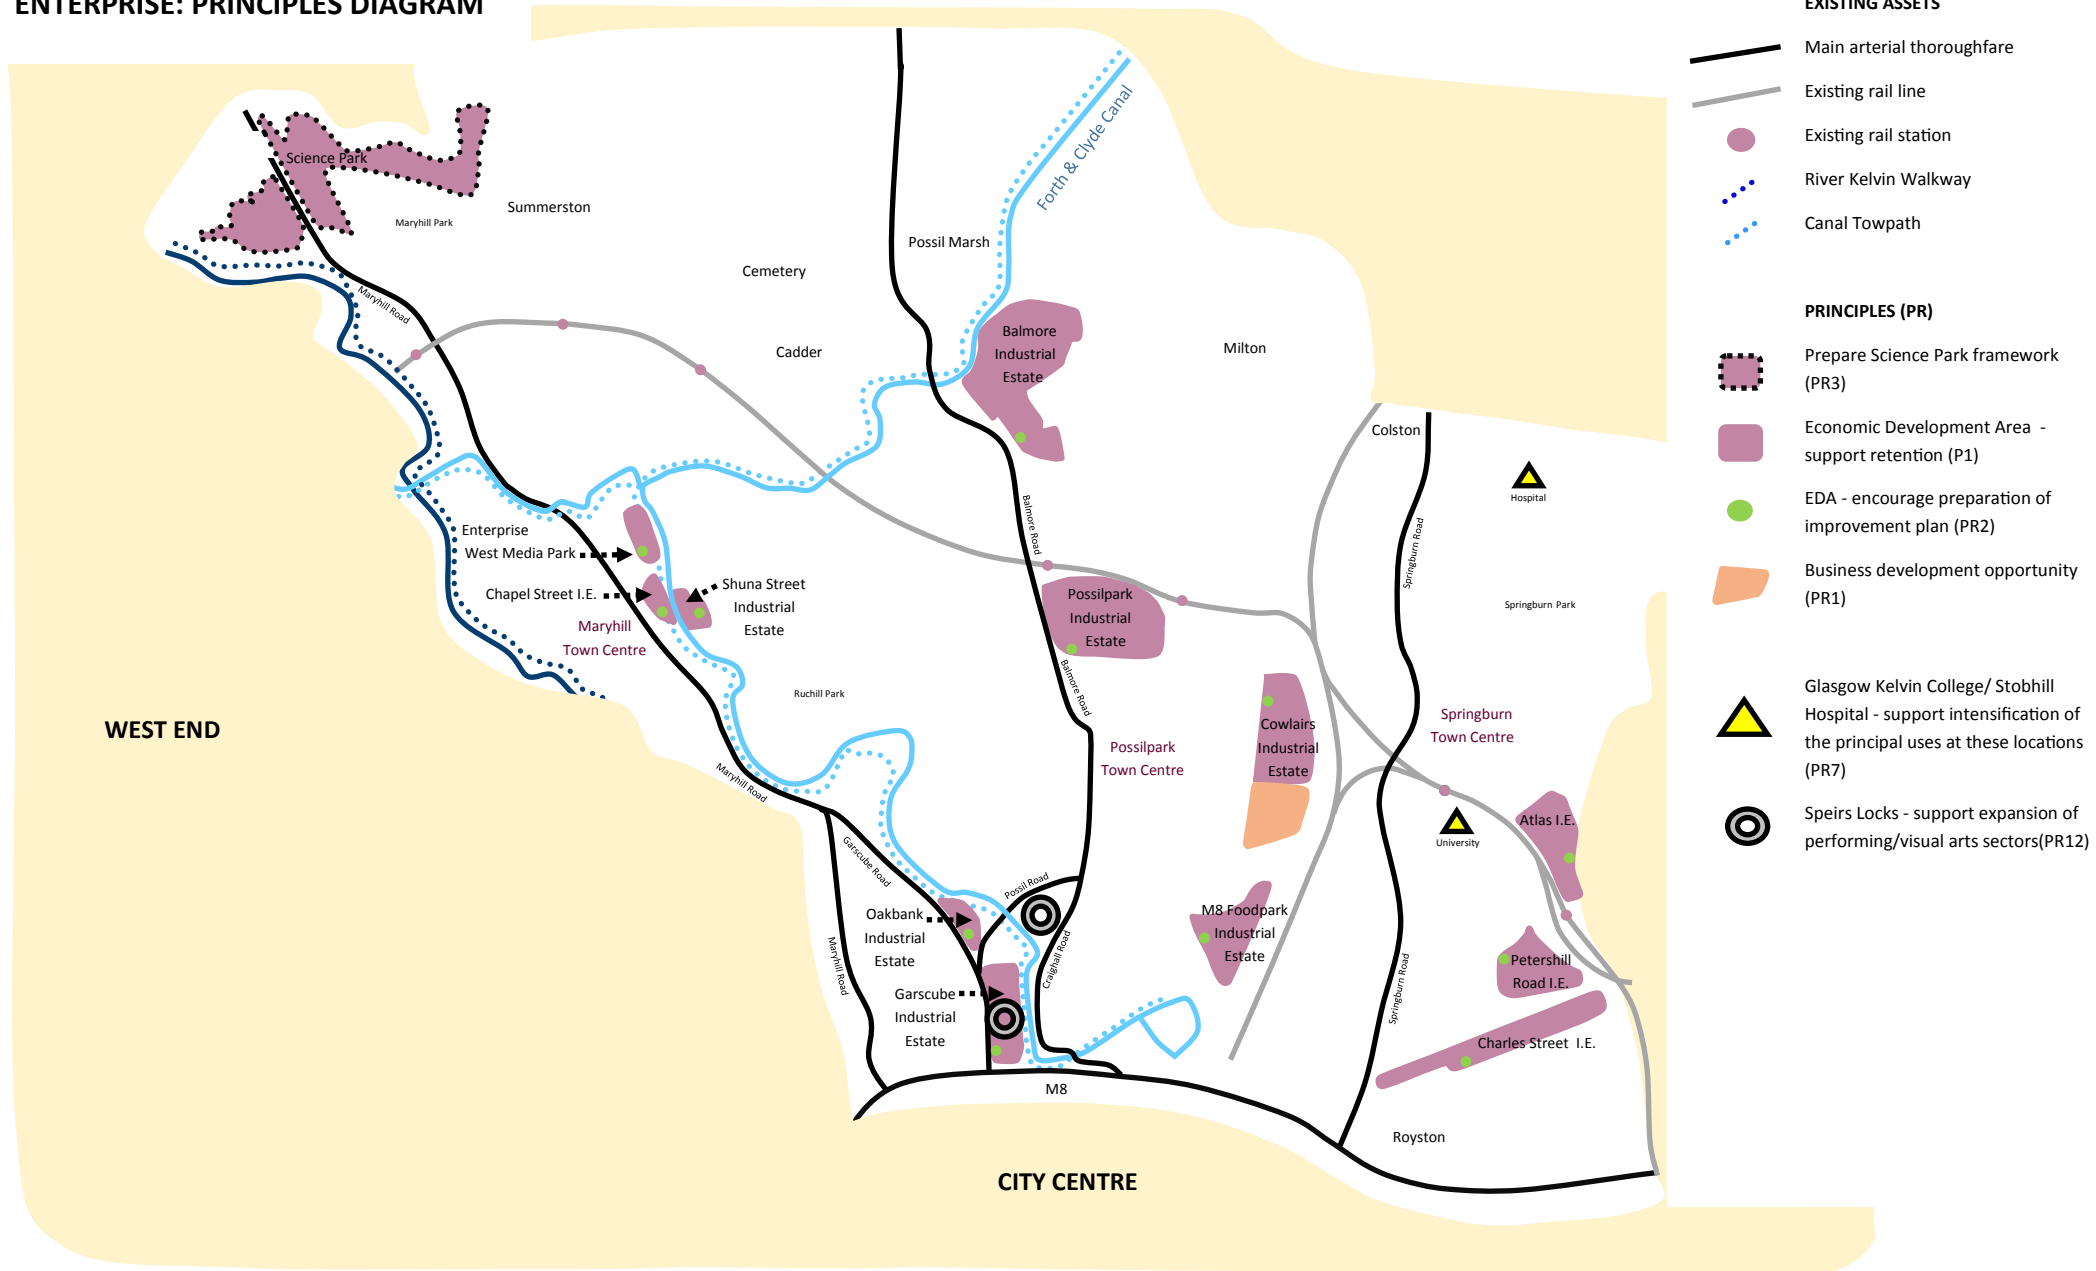 ENTERPRISE: PRINCIPLES DIAGRAM
EXISTING ASSETS
Main arterial thoroughfare
Existing rail line
Existing rail station
River Kelvin Walkway
Canal Towpath
PRINCIPLES (PR)
Prepare Science Park framework
(PR3)
Economic Development Area -
support retention (P1)
EDA - encourage preparation of
improvement plan (PR2)
Business development opportunity
(PR1)
Glasgow Kelvin College/ Stobhill
Hospital - support intensification of
the principal uses at these locations
(PR7)
Speirs Locks - support expansion of
performing/visual arts sectors(PR12)
Science Park
Maryhill Park
Summerston
Forth & Clyde Canal
Possil Marsh
Cemetery
Maryhill Road
Cadder
Balmore
Industrial
Estate
Milton
Colston
Hospital
Balmore Road
Springburn Road
Enterprise
West Media Park
Chapel Street I.E.
Shuna Street
Industrial
Estate
Maryhill
Town Centre
Possilpark
Industrial
Estate
Springburn Park
Ruchill Park
Balmore Road
WEST END
Cowlairs
Industrial
Estate
Springburn
Town Centre
Possilpark
Town Centre
Maryhill Road
Atlas I.E.
University
Garscube Road
Possil Road
Oakbank
Industrial
Estate
M8 Foodpark
Industrial
Estate
Maryhill Road
Craighall Road
Springburn Road
Petershill
Road I.E.
Garscube
Industrial
Estate
Charles Street I.E.
M8
Royston
CITY CENTRE